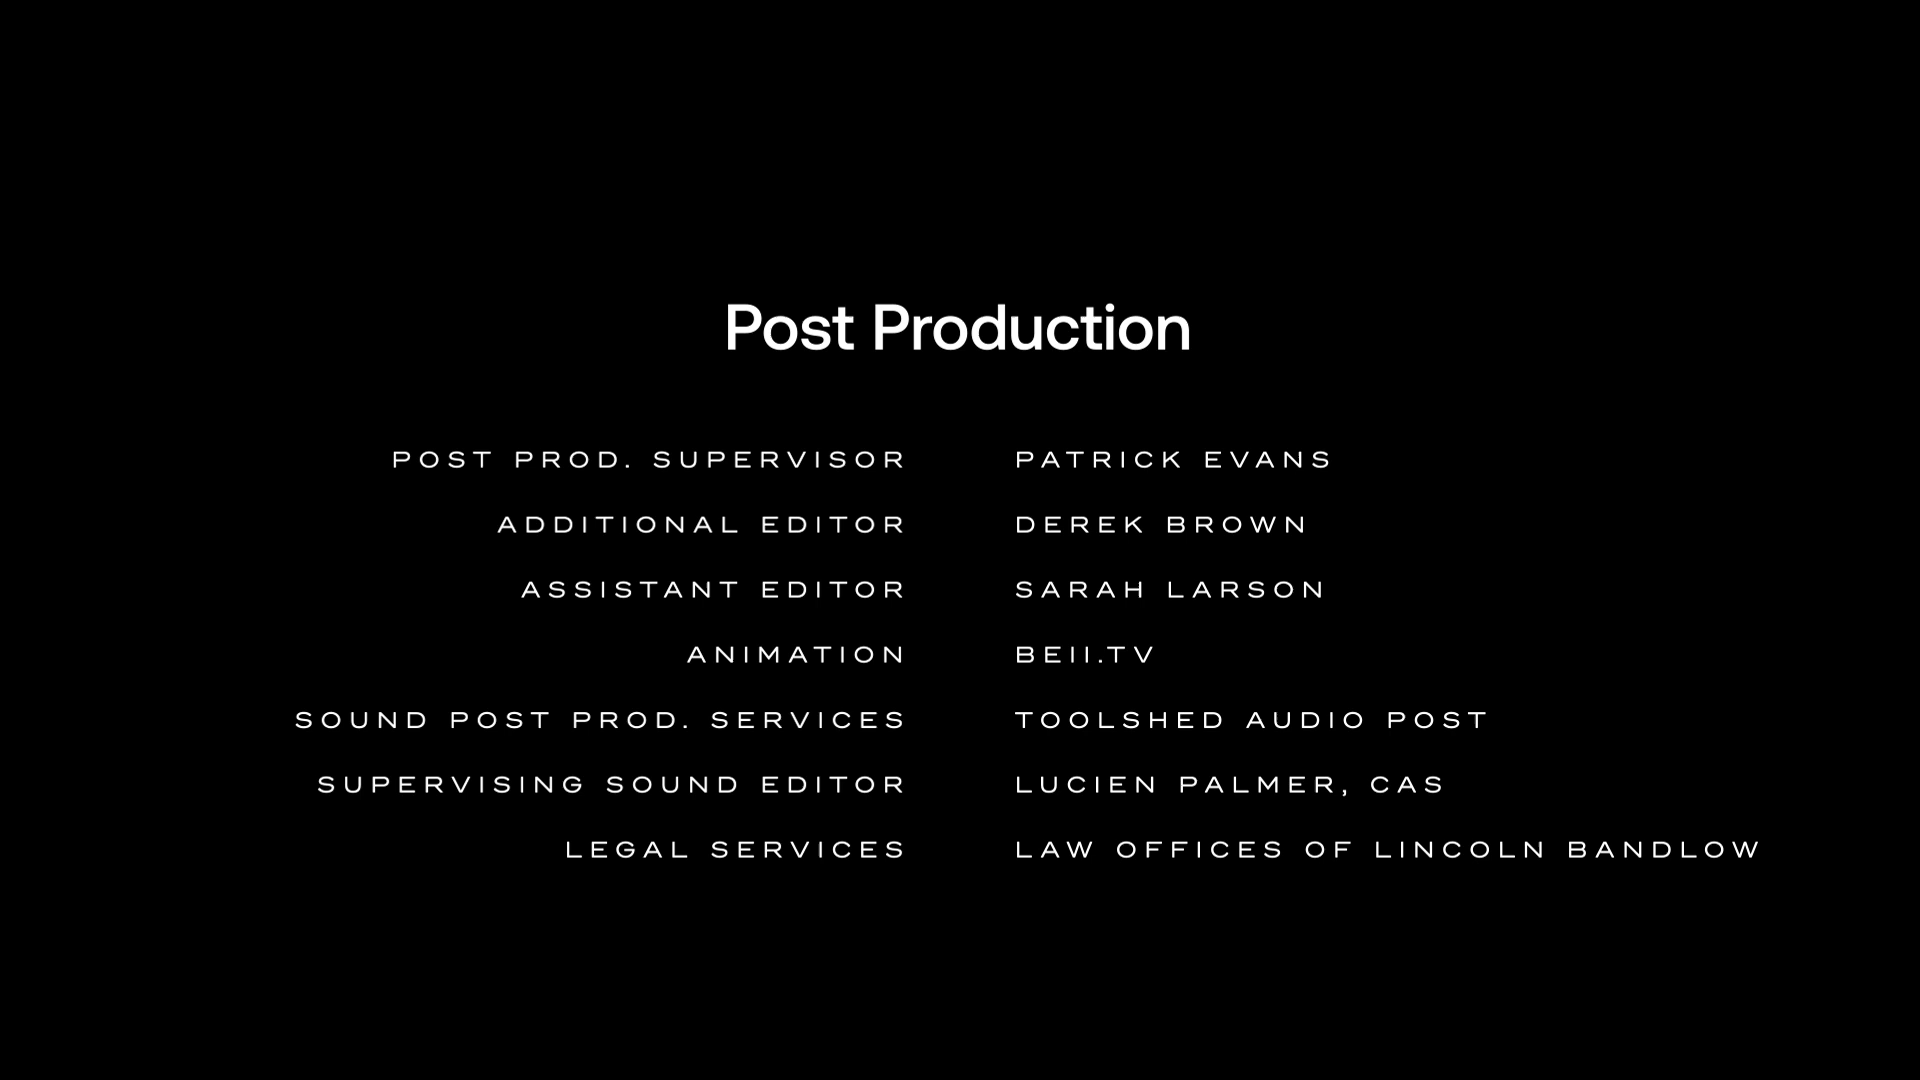 Post Production
POST PROD. SUPERVISOR PATRICK EVANS
ADDITIONAL EDITOR DEREK BROWN
ASSISTANT EDITOR SARAH LARSON
ANIMATION BEII.TV
SOUND POST PROD. SERVICES TOOLSHED AUDIO POST
SUPERVISING SOUND EDITOR LUCIEN PALMER, CAS
LEGAL SERVICES LAW OFFICES OF LINCOLN BANDLOW